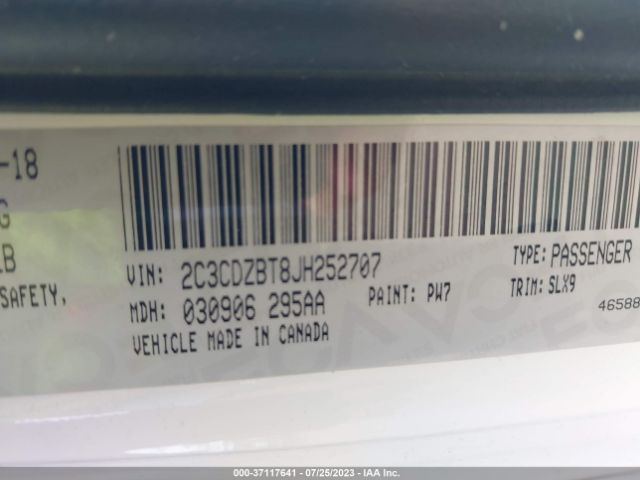 -18
G
LB
SAFETY,
VIN: 2C3CDZBT8JH252707
TYPE: PASSENGER
MDH: 030906 295AA
PAINT: PW7
TRIM: SLX9
VEHICLE MADE IN CANADA
46588
000-37117641 / 07/25/2023 / IAA Inc.